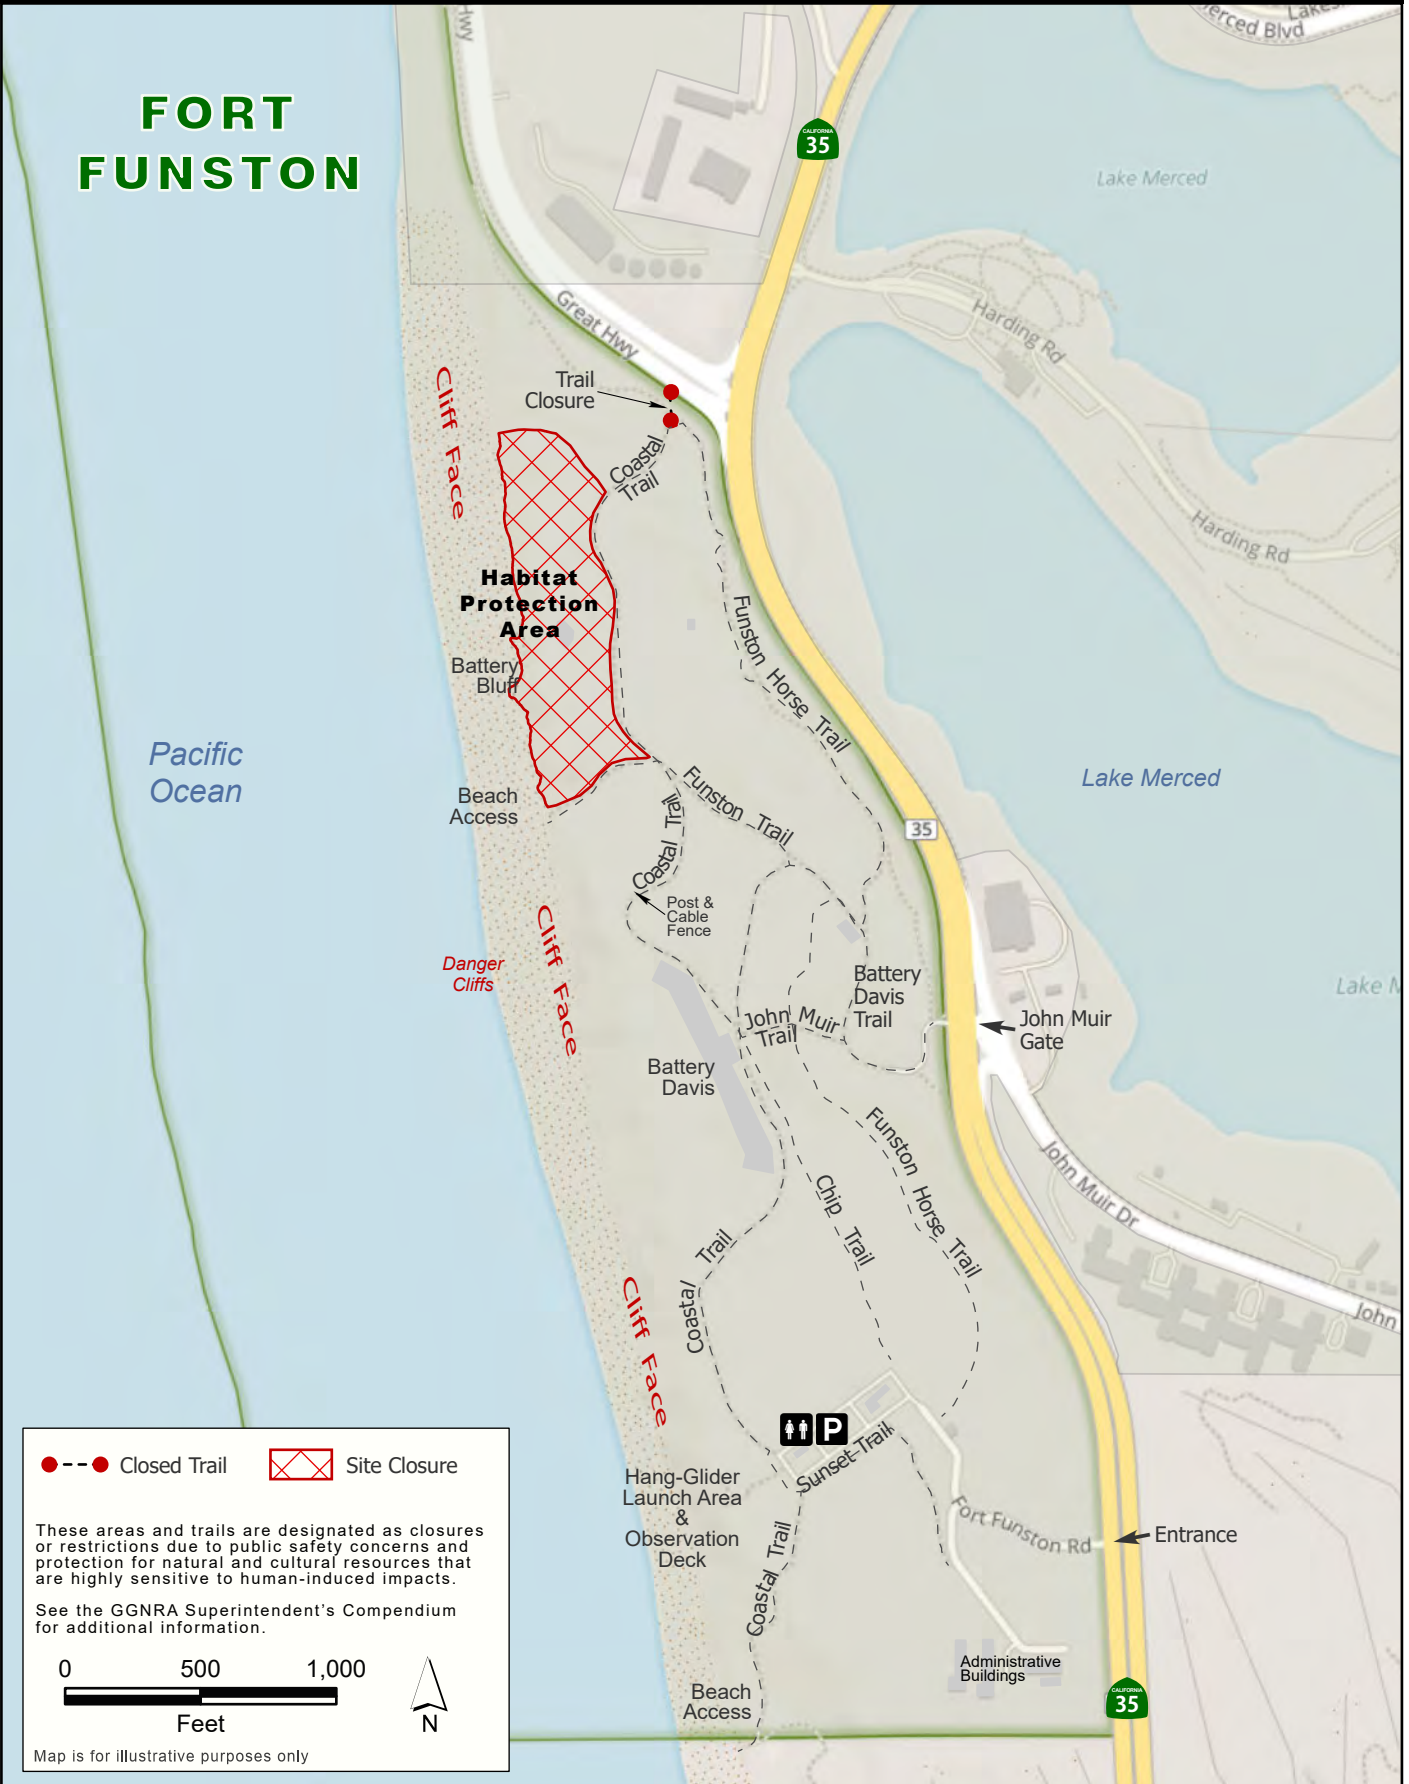 FORT
FUNSTON
Hwy
Merced Blvd
CALIFORNIA
35
Lake Merced
Harding Rd
Great Hwy
Trail
Closure
Cliff Face
Coastal
Trail
Harding Rd
Habitat
Protection
Area
Battery
Bluff
Funston Horse Trail
Pacific
Ocean
Lake Merced
Beach
Access
Funston Trail
35
Coastal Trail
Post &
Cable
Fence
Cliff Face
Danger
Cliffs
Battery
Davis
Trail
Lake M
John Muir
Trail
John Muir
Gate
Battery
Davis
Funston Horse Trail
John Muir Dr
Chip Trail
Coastal Trail
John
Cliff Face
P
Sunset Trail
Hang-Glider
Launch Area
&
Observation
Deck
Fort Funston Rd
Entrance
Coastal Trail
Administrative
Buildings
CALIFORNIA
35
Beach
Access
Closed Trail
Site Closure
These areas and trails are designated as closures
or restrictions due to public safety concerns and
protection for natural and cultural resources that
are highly sensitive to human-induced impacts.
See the GGNRA Superintendent's Compendium
for additional information.
0 500 1,000
Feet
N
Map is for illustrative purposes only